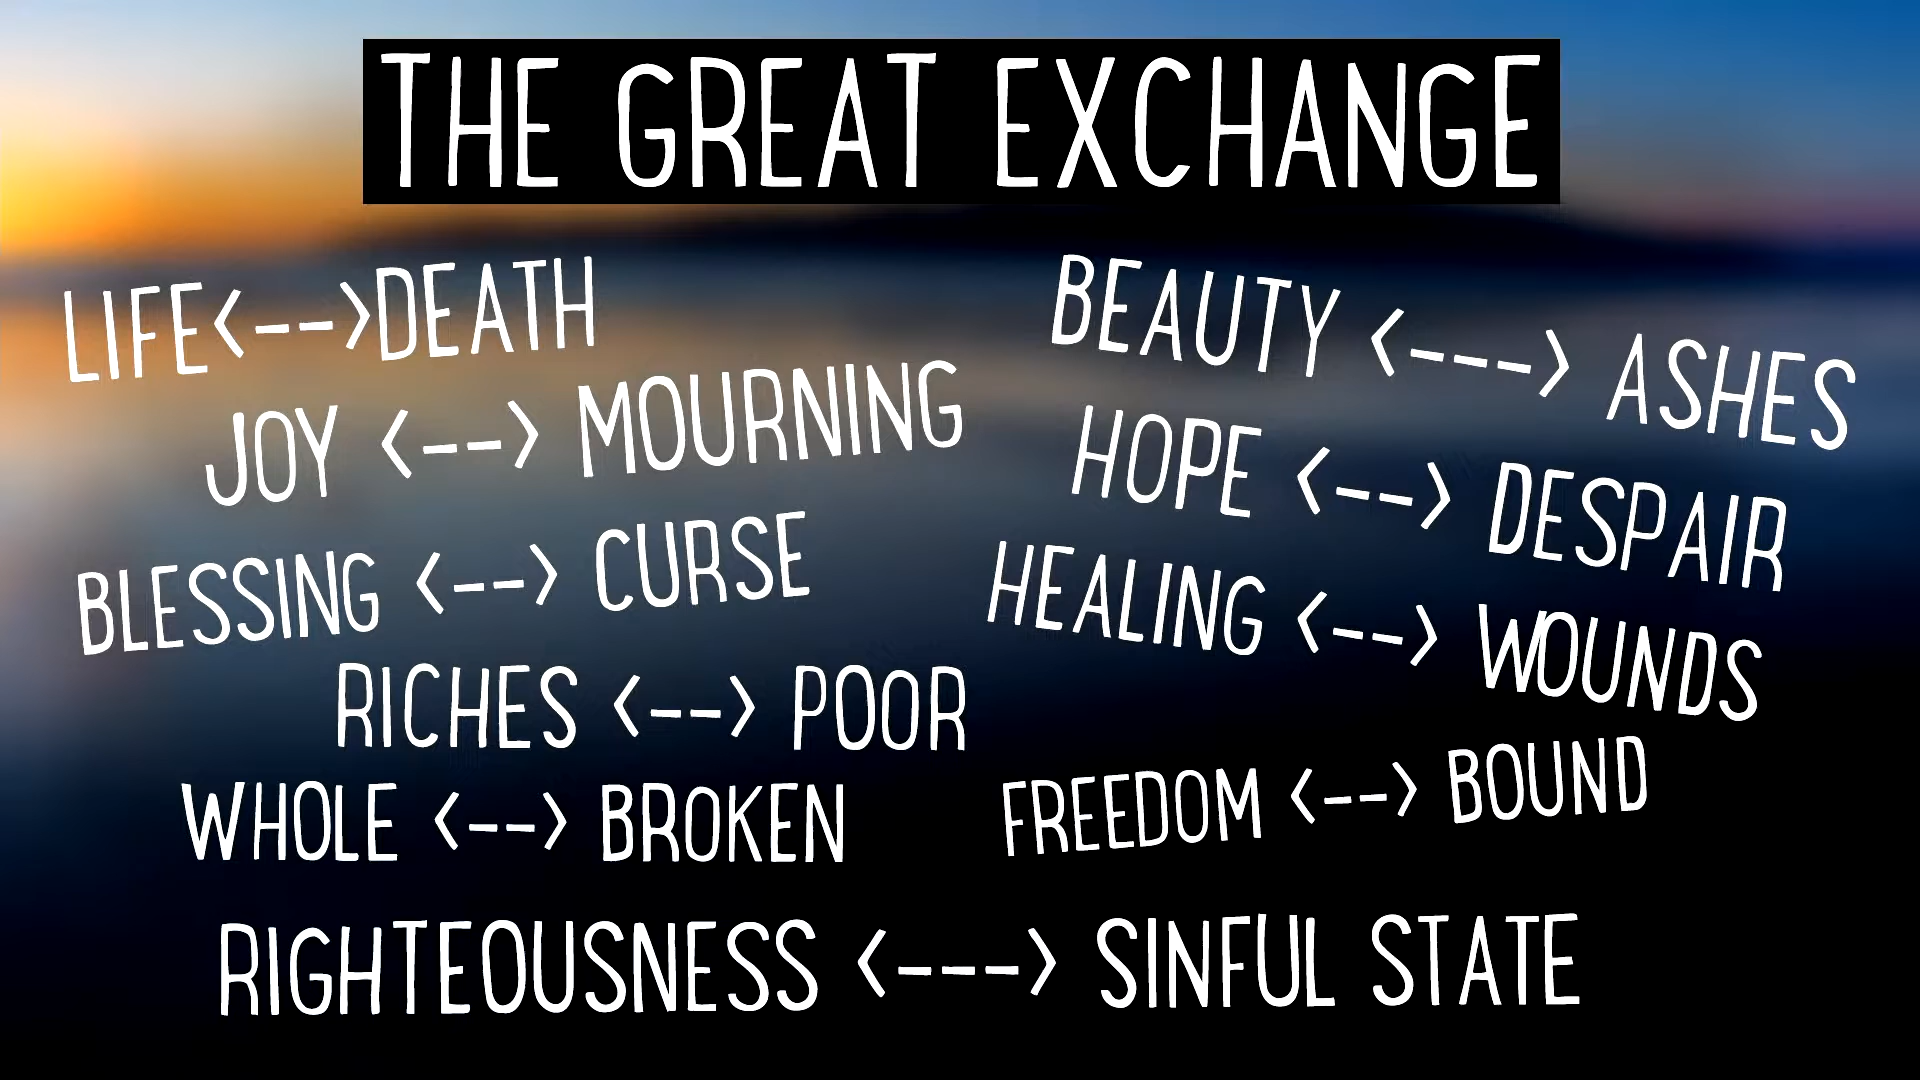 THE GREAT EXCHANGE
LIFE<-->DEATH
JOY <--> MOURNING
BLESSING <--> CURSE
RICHES <--> POOR
WHOLE <--> BROKEN
BEAUTY <---> ASHES
HOPE <--> DESPAIR
HEALING <--> WOUNDS
FREEDOM <--> BOUND
RIGHTEOUSNESS <---> SINFUL STATE